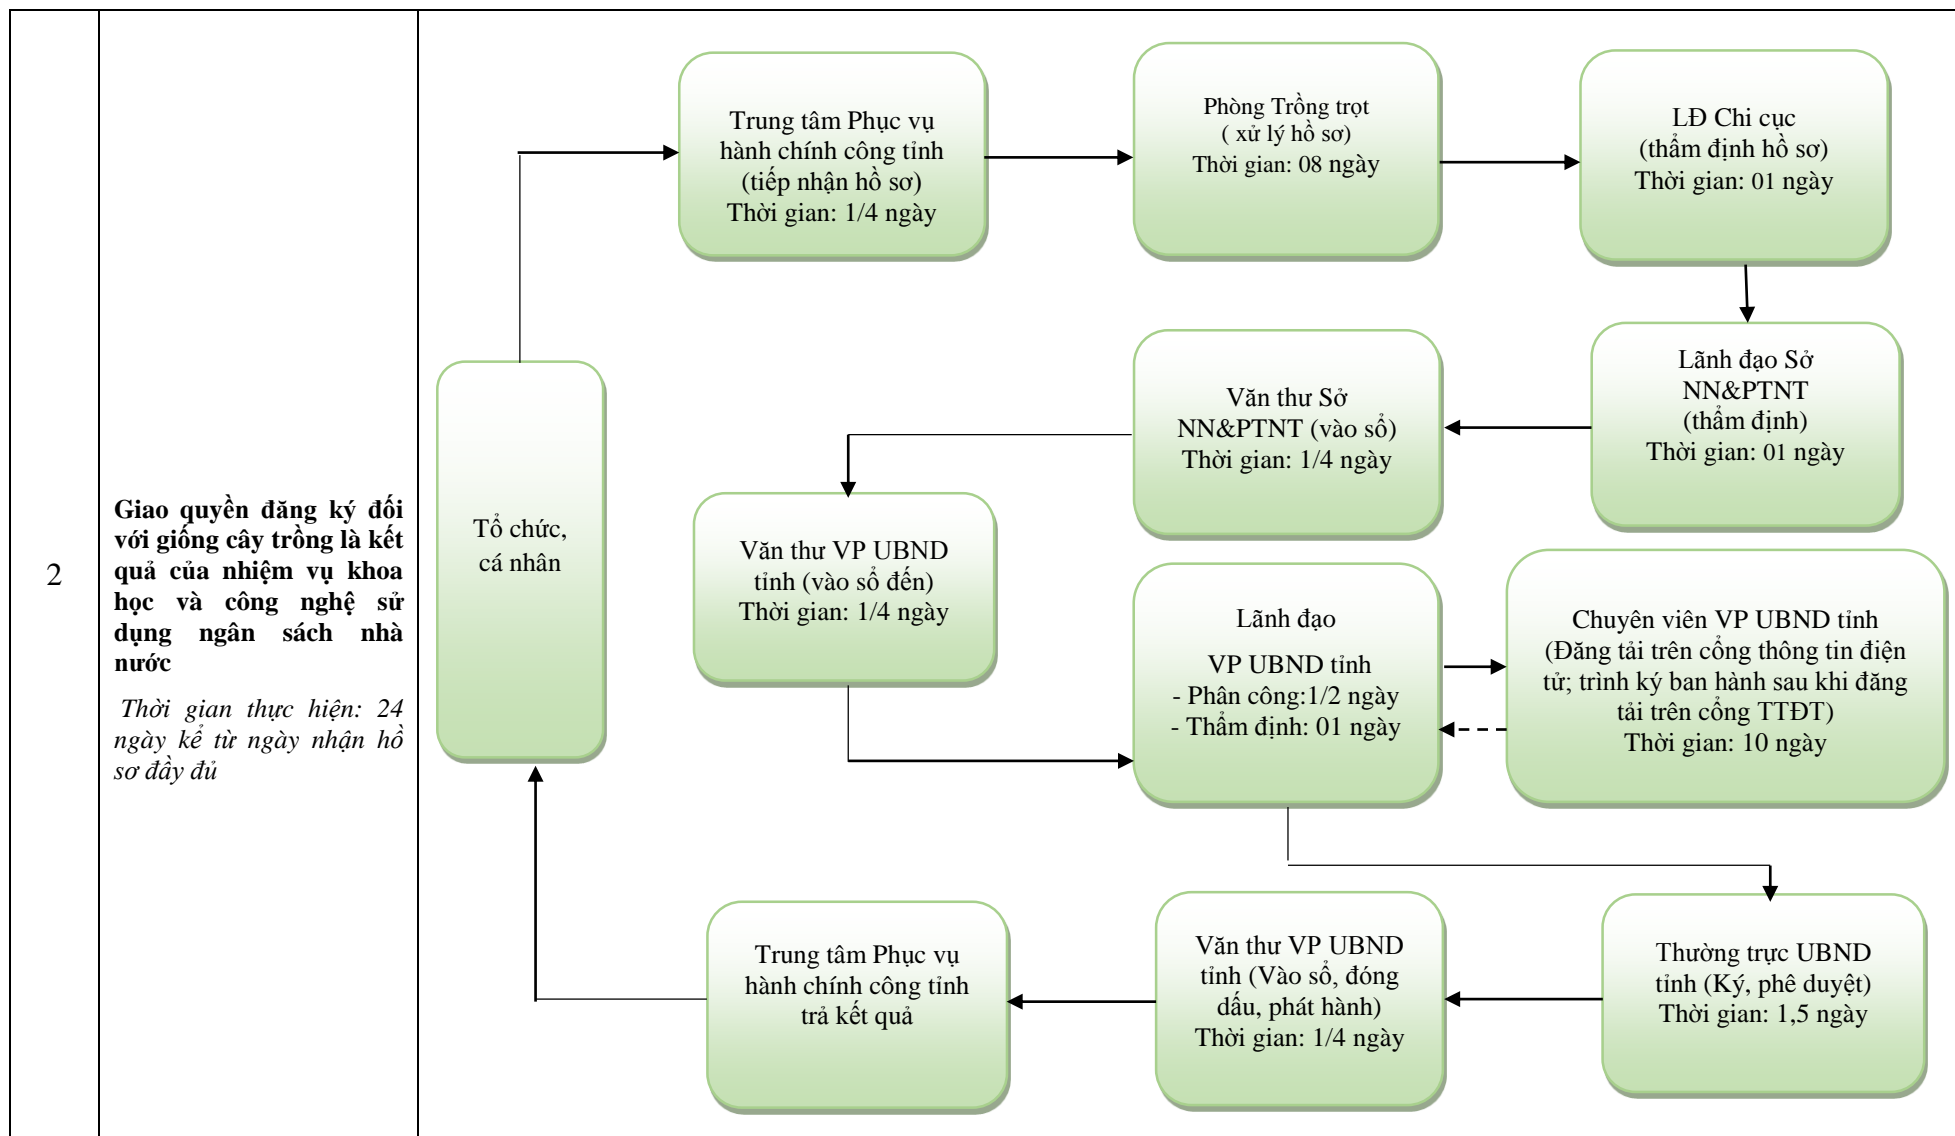 2
Giao quyền đăng ký đối
với giống cây trồng là kết
quả của nhiệm vụ khoa
học và công nghệ sử
dụng ngân sách nhà
nước
Thời gian thực hiện: 24
ngày kể từ ngày nhận hồ
sơ đầy đủ
Tổ chức,
cá nhân
Trung tâm Phục vụ
hành chính công tỉnh
(tiếp nhận hồ sơ)
Thời gian: 1/4 ngày
Phòng Trồng trọt
( xử lý hồ sơ)
Thời gian: 08 ngày
LĐ Chi cục
(thẩm định hồ sơ)
Thời gian: 01 ngày
Lãnh đạo Sở
NN&PTNT
(thẩm định)
Thời gian: 01 ngày
Văn thư Sở
NN&PTNT (vào sổ)
Thời gian: 1/4 ngày
Văn thư VP UBND
tỉnh (vào sổ đến)
Thời gian: 1/4 ngày
Lãnh đạo
VP UBND tỉnh
- Phân công:1/2 ngày
- Thẩm định: 01 ngày
Chuyên viên VP UBND tỉnh
(Đăng tải trên cổng thông tin điện
tử; trình ký ban hành sau khi đăng
tải trên cổng TTĐT)
Thời gian: 10 ngày
Thường trực UBND
tỉnh (Ký, phê duyệt)
Thời gian: 1,5 ngày
Văn thư VP UBND
tỉnh (Vào sổ, đóng
dấu, phát hành)
Thời gian: 1/4 ngày
Trung tâm Phục vụ
hành chính công tỉnh
trả kết quả